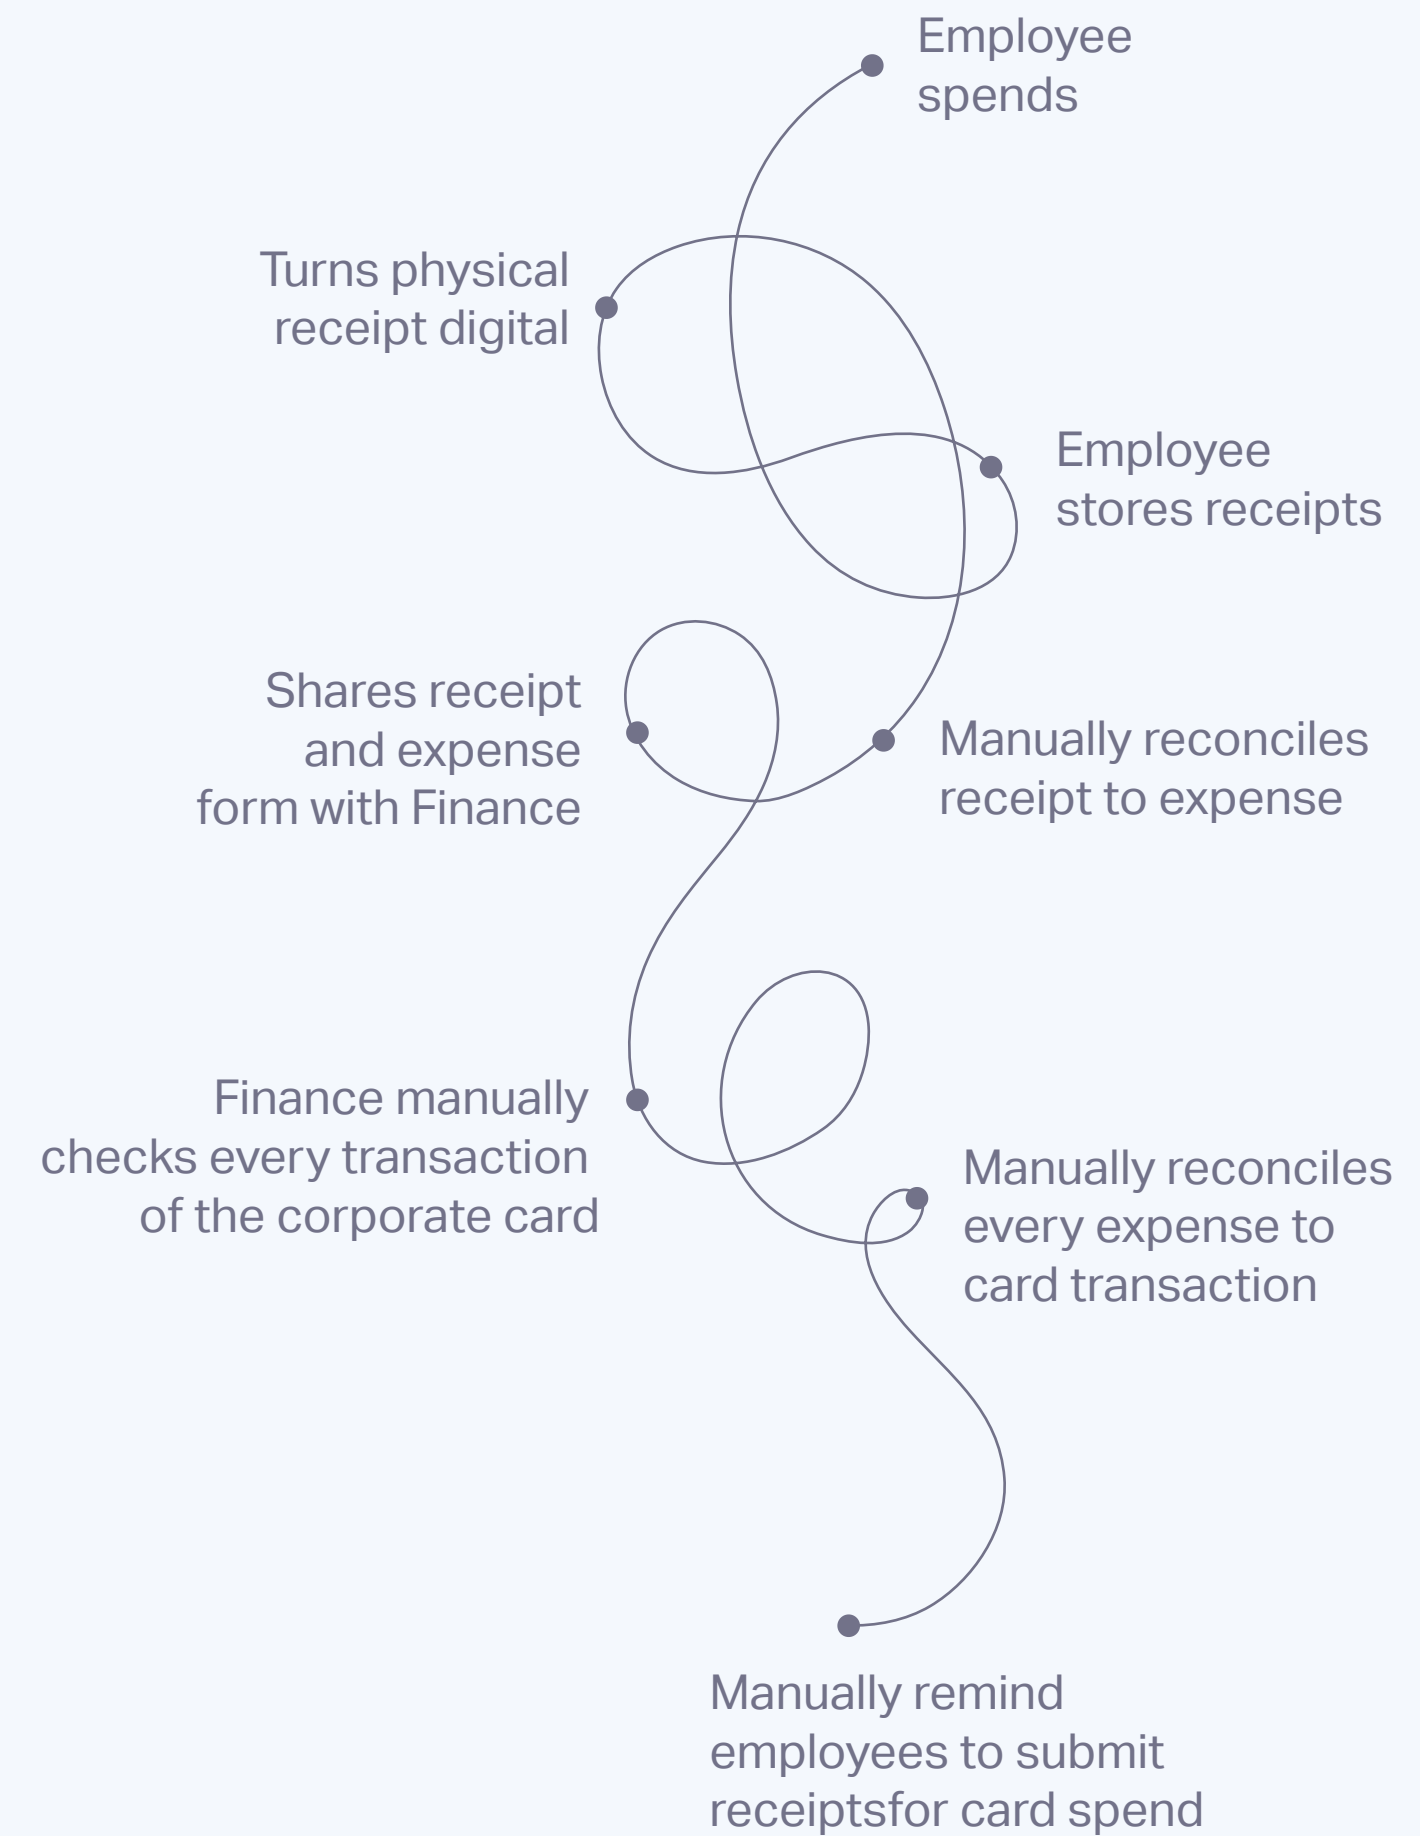 Employee
spends
Turns physical
receipt digital
Employee
stores receipts
Shares receipt
and expense
form with Finance
Manually reconciles
receipt to expense
Finance manually
checks every transaction
of the corporate card
Manually reconciles
every expense to
card transaction
Manually remind
employees to submit
receiptsfor card spend